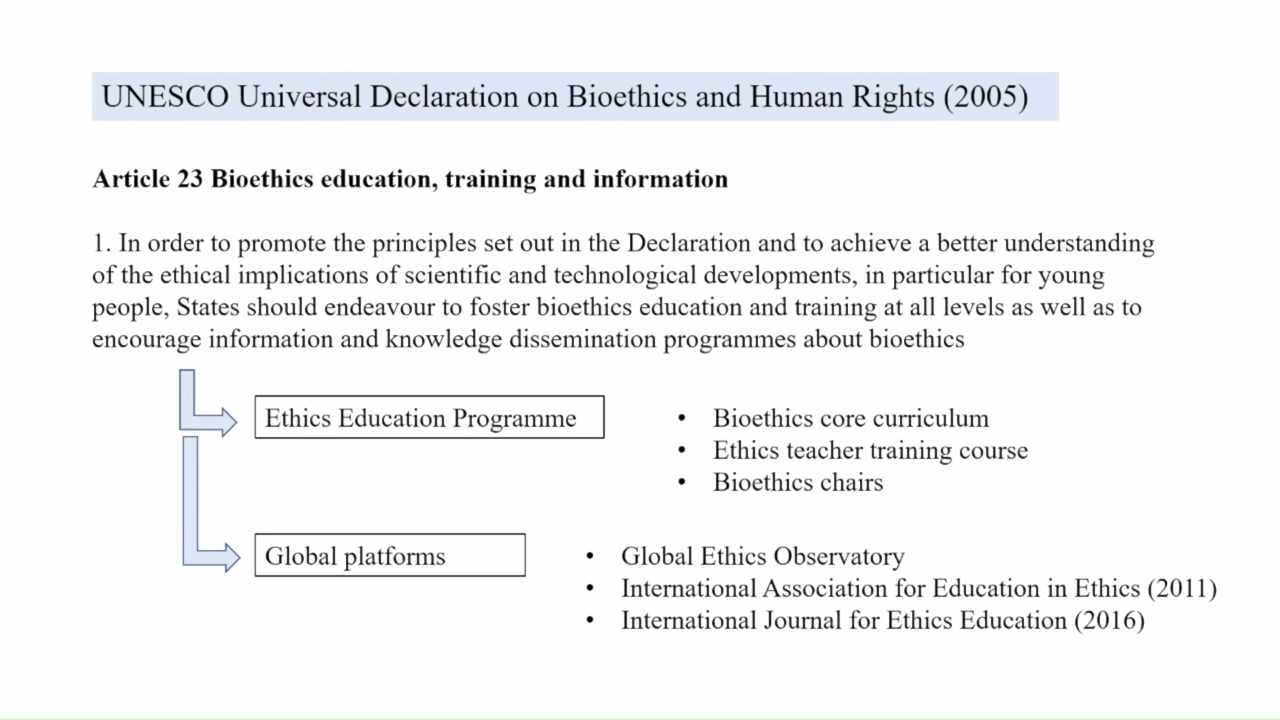 UNESCO Universal Declaration on Bioethics and Human Rights (2005)
Article 23 Bioethics education, training and information
1. In order to promote the principles set out in the Declaration and to achieve a better understanding
of the ethical implications of scientific and technological developments, in particular for young
people, States should endeavour to foster bioethics education and training at all levels as well as to
encourage information and knowledge dissemination programmes about bioethics
Ethics Education Programme
• Bioethics core curriculum
• Ethics teacher training course
• Bioethics chairs
Global platforms
• Global Ethics Observatory
• International Association for Education in Ethics (2011)
• International Journal for Ethics Education (2016)